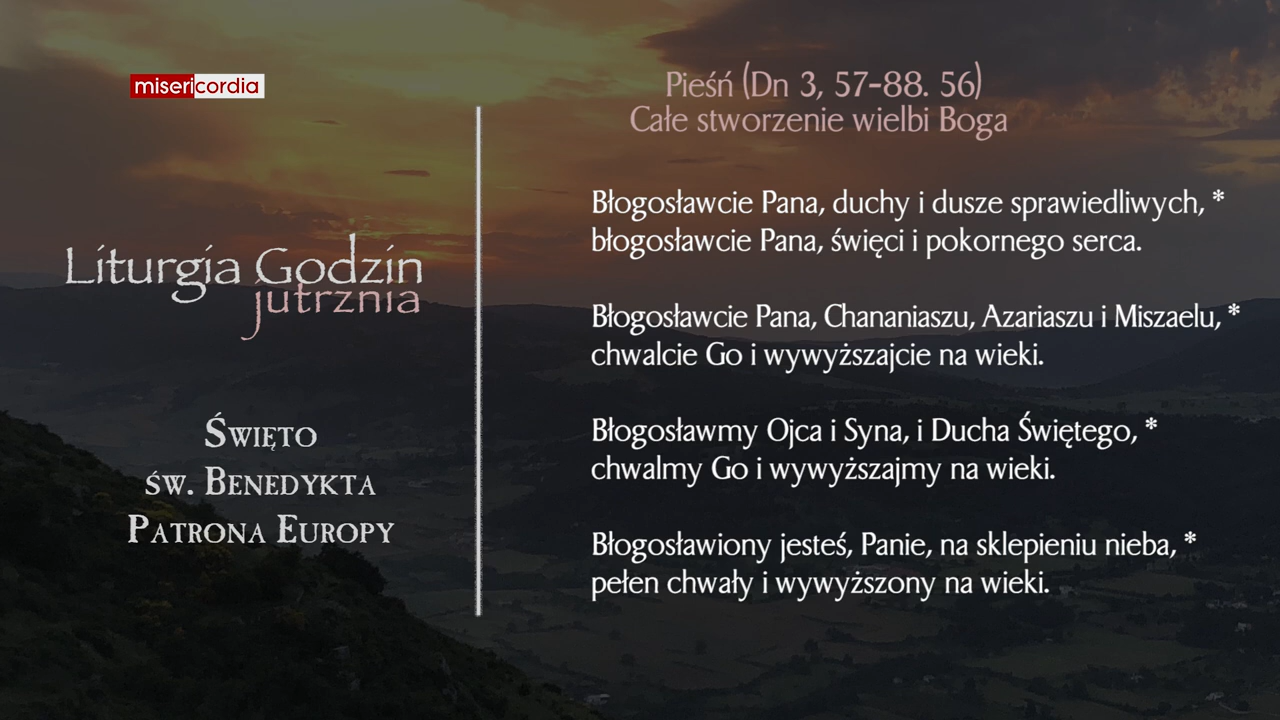 misericordia
Liturgia Godzin
jutrznia
Święto
św. Benedykta
Patrona Europy
Pieśń (Dn 3, 57-88. 56)
Całe stworzenie wielbi Boga
Błogosławcie Pana, duchy i dusze sprawiedliwych, *
błogosławcie Pana, święci i pokornego serca.
Błogosławcie Pana, Chananiaszu, Azariaszu i Miszaelu, *
chwalcie Go i wywyższajcie na wieki.
Błogosławmy Ojca i Syna, i Ducha Świętego, *
chwalmy Go i wywyższajmy na wieki.
Błogosławiony jesteś, Panie, na sklepieniu nieba, *
pełen chwały i wywyższony na wieki.